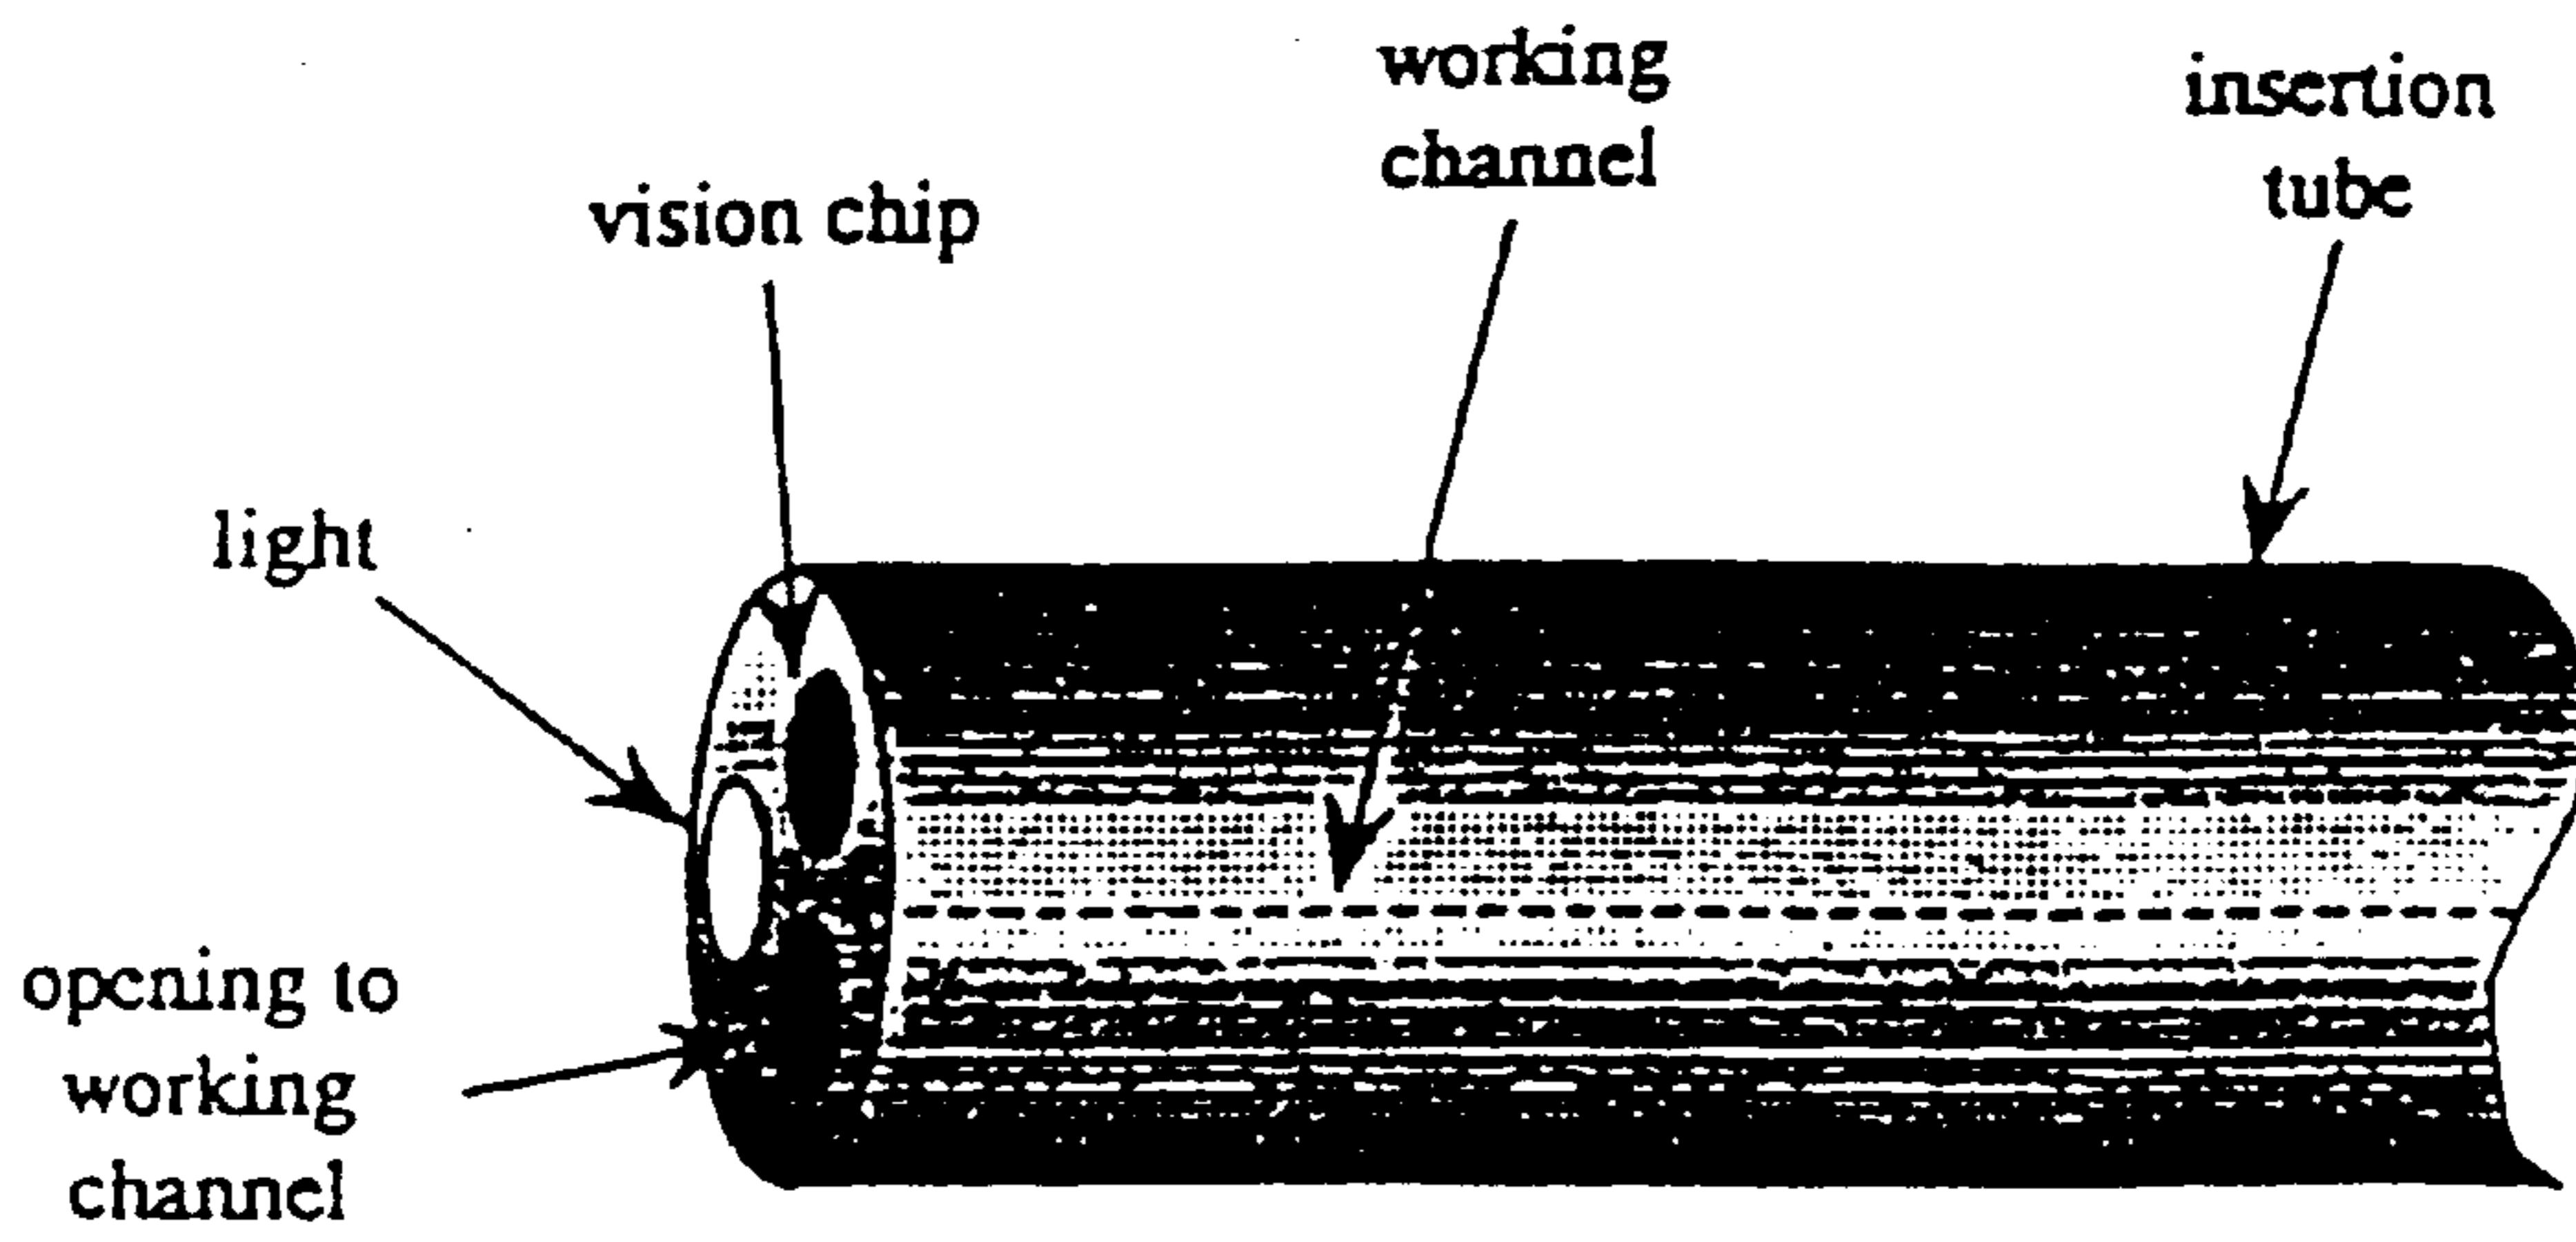 working
channel
insertion
tube
vision chip
light
opening to
working
channel